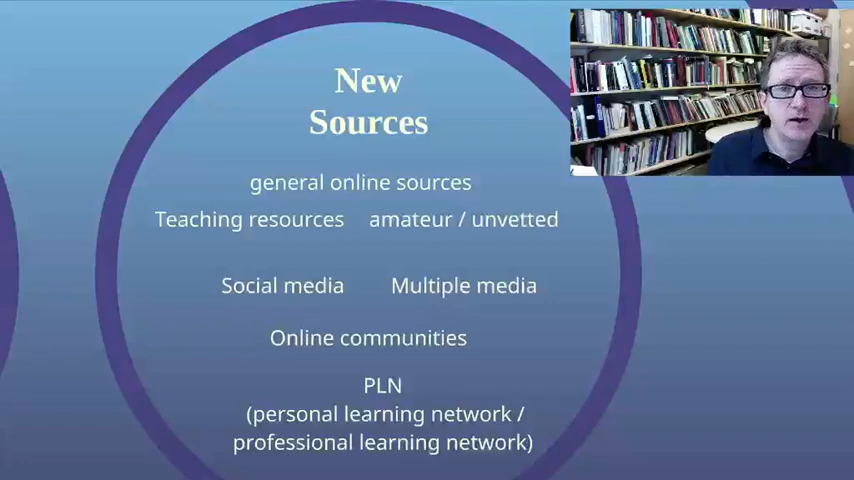 New
Sources
general online sources
Teaching resources amateur / unvetted
Social media Multiple media
Online communities
PLN
(personal learning network /
professional learning network)